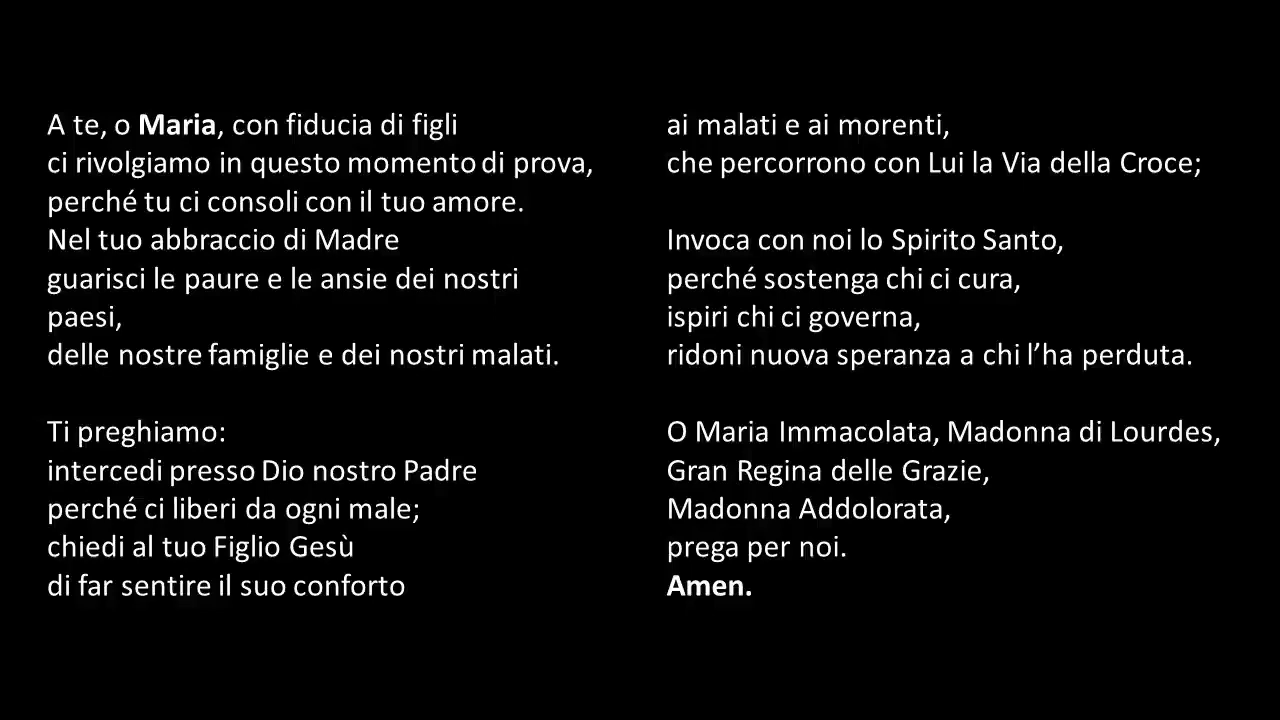 A te, o Maria, con fiducia di figli
ci rivolgiamo in questo momento di prova,
perché tu ci consoli con il tuo amore.
Nel tuo abbraccio di Madre
guarisci le paure e le ansie dei nostri
paesi,
delle nostre famiglie e dei nostri malati.
Ti preghiamo:
intercedi presso Dio nostro Padre
perché ci liberi da ogni male;
chiedi al tuo Figlio Gesù
di far sentire il suo conforto
ai malati e ai morenti,
che percorrono con Lui la Via della Croce;
Invoca con noi lo Spirito Santo,
perché sostenga chi ci cura,
ispiri chi ci governa,
ridoni nuova speranza a chi l’ha perduta.
O Maria Immacolata, Madonna di Lourdes,
Gran Regina delle Grazie,
Madonna Addolorata,
prega per noi.
Amen.